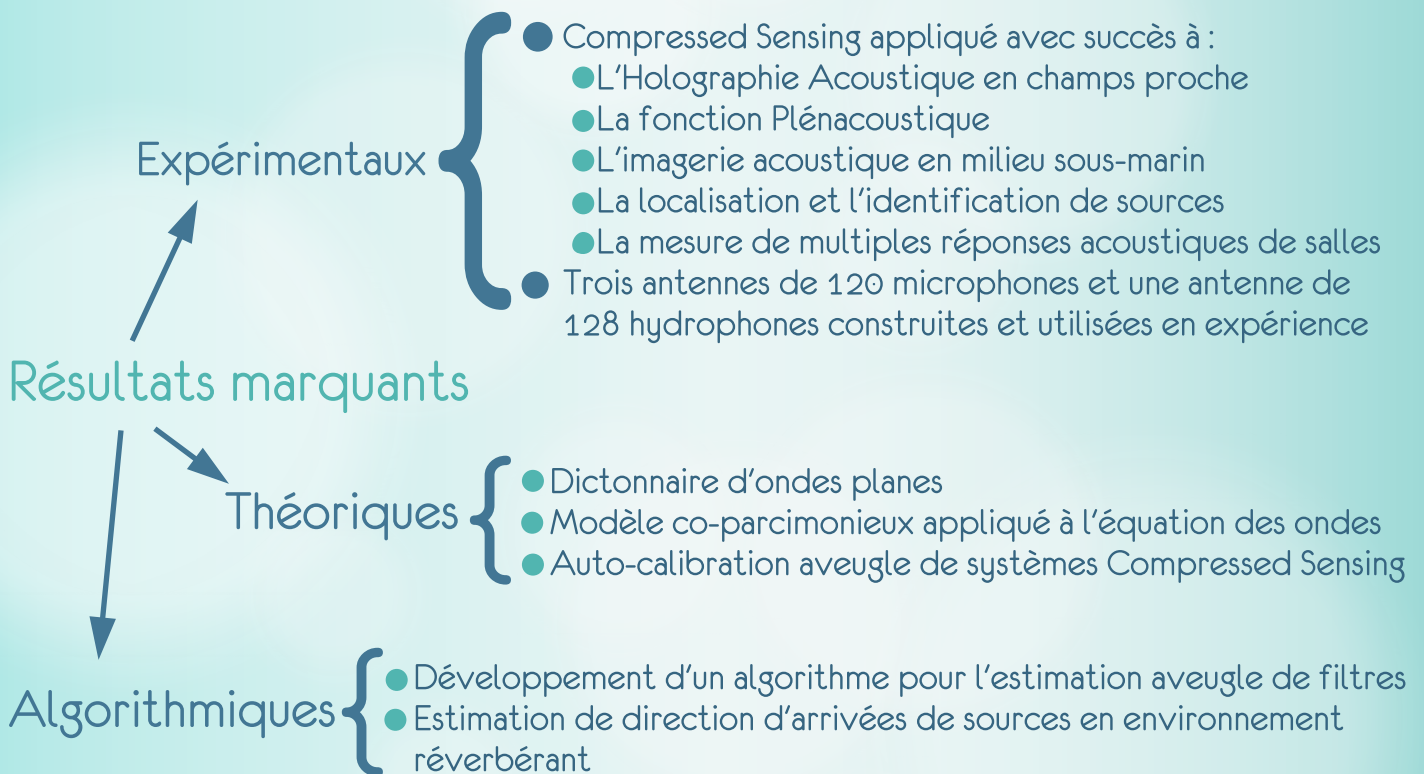 Compressed Sensing appliqué avec succès à :
L'Holographie Acoustique en champs proche
La fonction Plénacoustique
Expérimentaux
L'imagerie acoustique en milieu sous-marin
La localisation et l'identification de sources
La mesure de multiples réponses acoustiques de salles
Trois antennes de 120 microphones et une antenne de
128 hydrophones construites et utilisées en expérience
Résultats marquants
Théoriques
Dictonnaire d'ondes planes
Modèle co-parcimonieux appliqué à l'équation des ondes
Auto-calibration aveugle de systèmes Compressed Sensing
Algorithmiques
Développement d'un algorithme pour l'estimation aveugle de filtres
Estimation de direction d'arrivées de sources en environnement
réverbérant